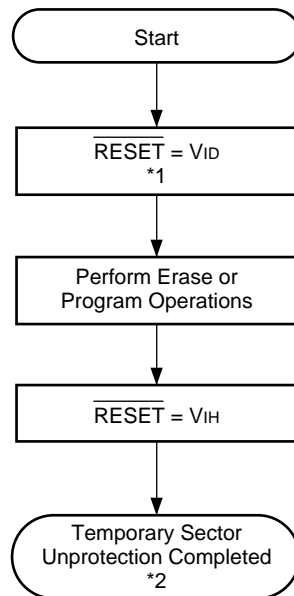 Start
RESET = VID
*1
Perform Erase or
Program Operations
RESET = VIH
Temporary Sector
Unprotection Completed
*2